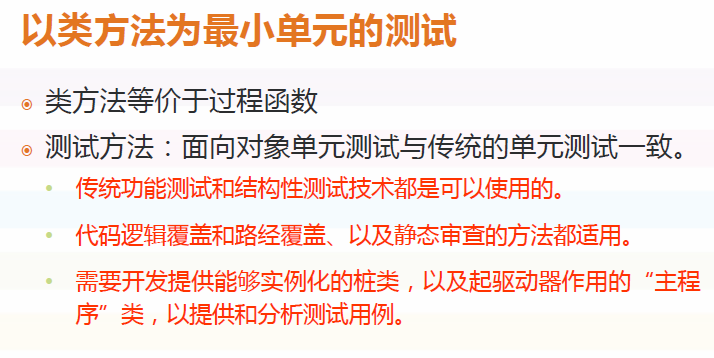 以类方法为最小单元的测试
类方法等价于过程函数
测试方法：面向对象单元测试与传统的单元测试一致。
传统功能测试和结构性测试技术都是可以使用的。
代码逻辑覆盖和路经覆盖、以及静态审查的方法都适用。
需要开发提供能够实例化的桩类，以及起驱动器作用的“主程
序”类，以提供和分析测试用例。